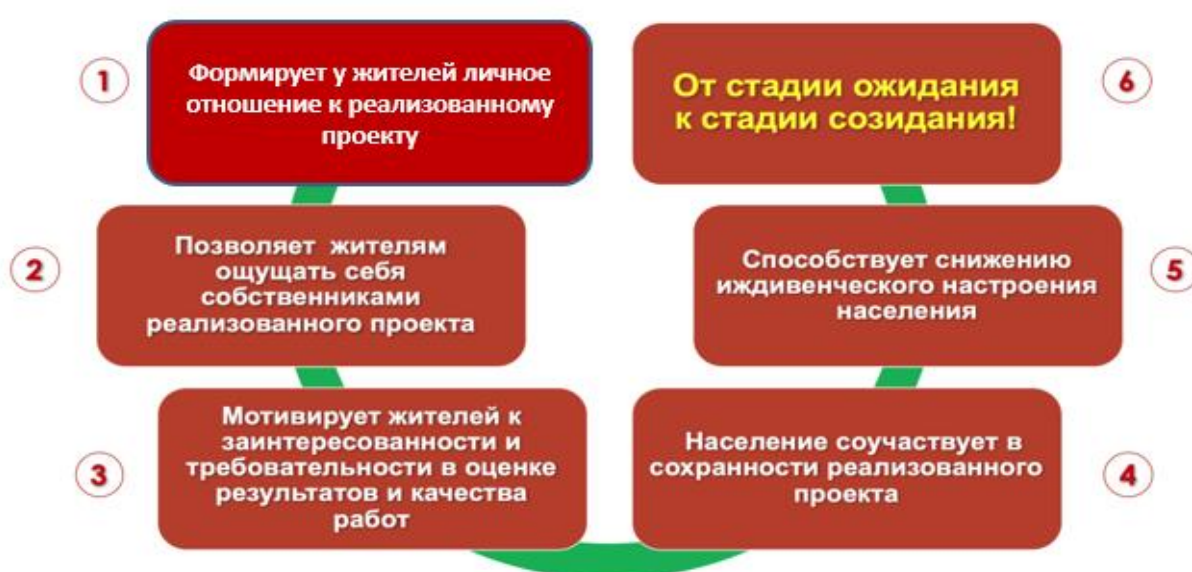 1
Формирует у жителей личное
отношение к реализованному
проекту
2
Позволяет жителям
ощущать себя
собственниками
реализованного проекта
3
Мотивирует жителей к
заинтересованности и
требовательности в оценке
результатов и качества
работ
4
Население соучаствует в
сохранности реализованного
проекта
5
Способствует снижению
иждивенческого настроения
населения
6
От стадии ожидания
к стадии созидания!